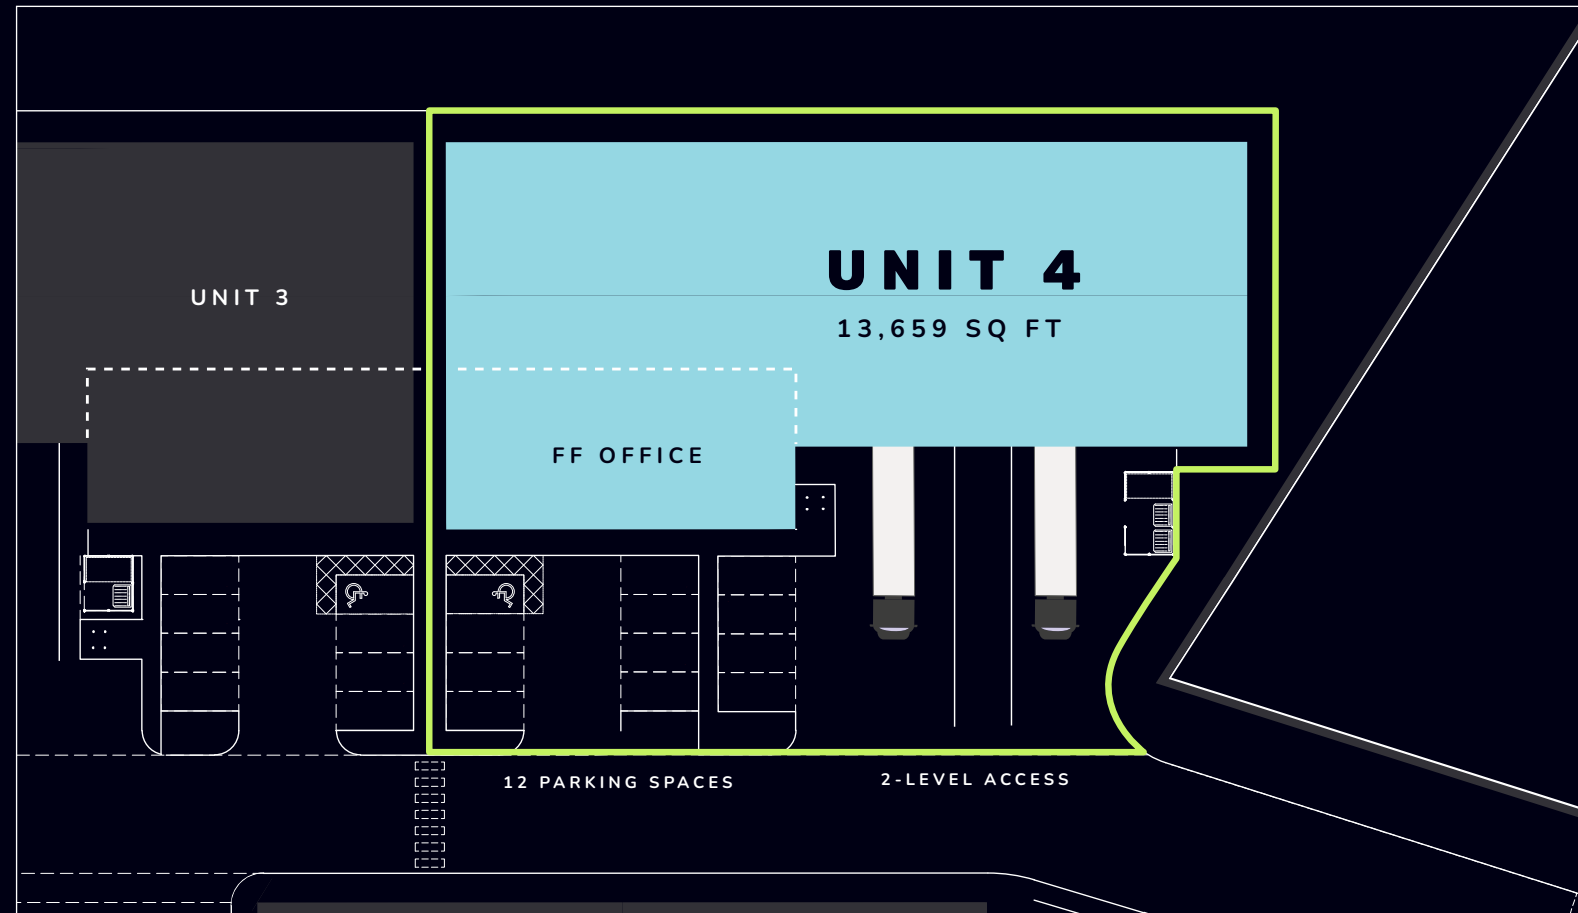 UNIT 3
UNIT 4
13,659 SQ FT
FF OFFICE
12 PARKING SPACES
2-LEVEL ACCESS